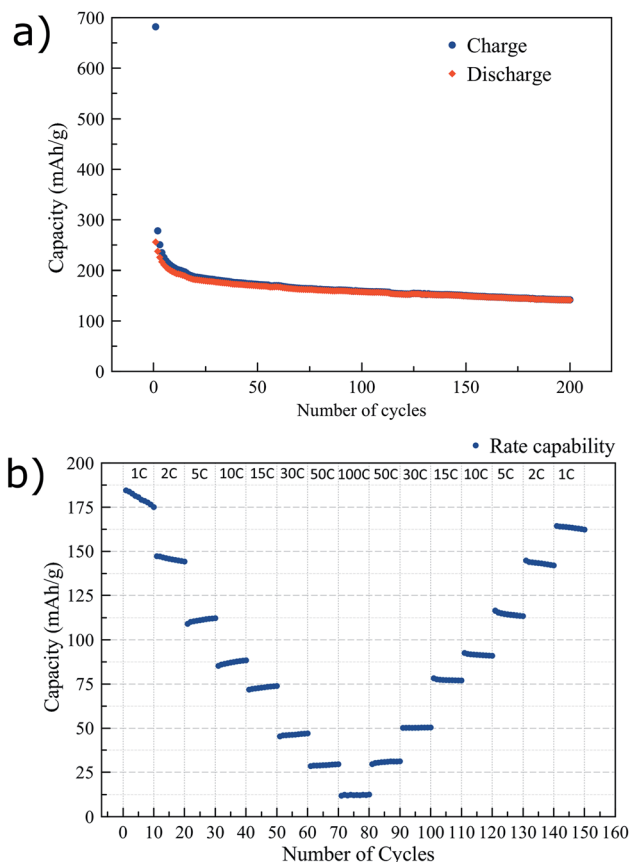 a)
700
600
500
400
300
200
100
0
Capacity (mAh/g)
Charge
Discharge
0 50 100 150 200
Number of cycles
Rate capability
b)
200
175
150
125
100
75
50
25
0
Capacity (mAh/g)
1C 2C 5C 10C 15C 30C 50C 100C 50C 30C 15C 10C 5C 2C 1C
0 10 20 30 40 50 60 70 80 90 100 110 120 130 140 150 160
Number of Cycles